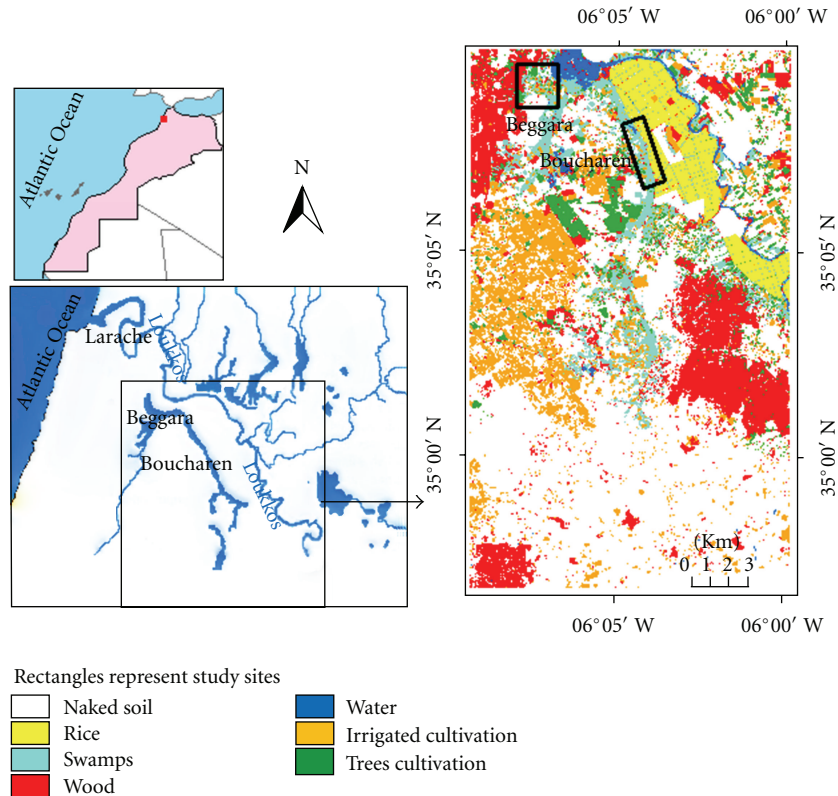 06° 05′ W
06° 00′ W
Atlantic Ocean
N
Beggara
Boucharen
35° 05′ N
35° 05′ N
Atlantic Ocean
Larache
Loukkos
Beggara
Boucharen
Loukkos
35° 00′ N
35° 00′ N
(Km)
0 1 2 3
06° 05′ W
06° 00′ W
Rectangles represent study sites
Naked soil
Rice
Swamps
Wood
Water
Irrigated cultivation
Trees cultivation